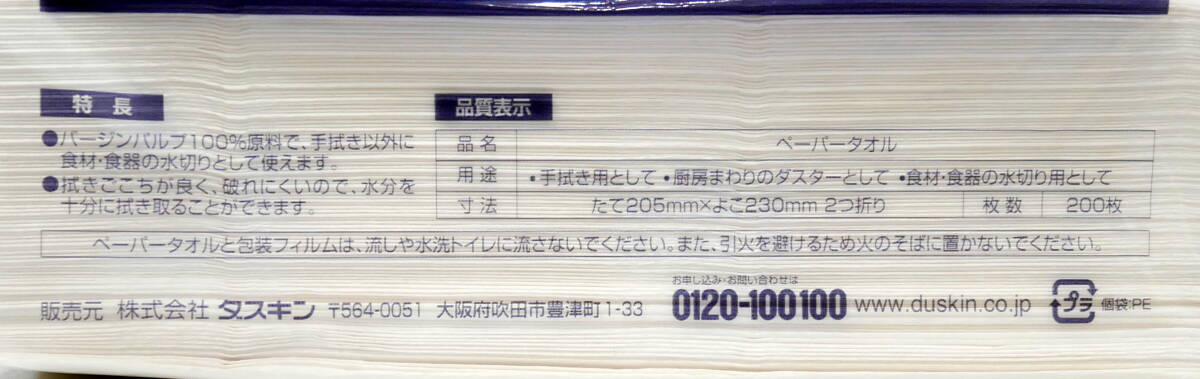 特長
●バージンパルプ100%原料で、手拭き以外に
食材・食器の水切りとして使えます。
●拭きごこちが良く、破れにくいので、水分を
十分に拭き取ることができます。
品質表示
品名 ペーパータオル
用途 ・手拭き用として・厨房まわりのダスターとして・食材・食器の水切り用として
寸法 たて205mm×よこ230mm 2つ折り 枚数 200枚
ペーパータオルと包装フィルムは、流しや水洗トイレに流さないでください。また、引火を避けるため火のそばに置かないでください。
お申し込み・お問い合わせは
販売元 株式会社 ダスキン 〒564-0051 大阪府吹田市豊津町1-33 0120-100100 www.duskin.co.jp プラ 個袋:PE